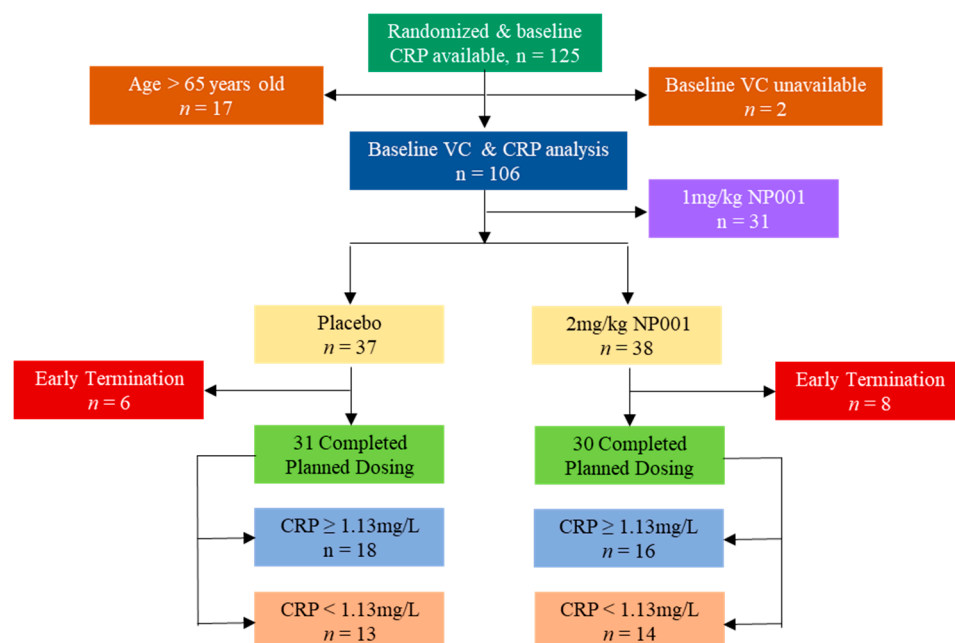 Randomized & baseline
CRP available, n = 125
Age > 65 years old
n = 17
Baseline VC unavailable
n = 2
Baseline VC & CRP analysis
n = 106
1mg/kg NP001
n = 31
Placebo
n = 37
2mg/kg NP001
n = 38
Early Termination
n = 6
Early Termination
n = 8
31 Completed
Planned Dosing
30 Completed
Planned Dosing
CRP ≥ 1.13mg/L
n = 18
CRP ≥ 1.13mg/L
n = 16
CRP < 1.13mg/L
n = 13
CRP < 1.13mg/L
n = 14